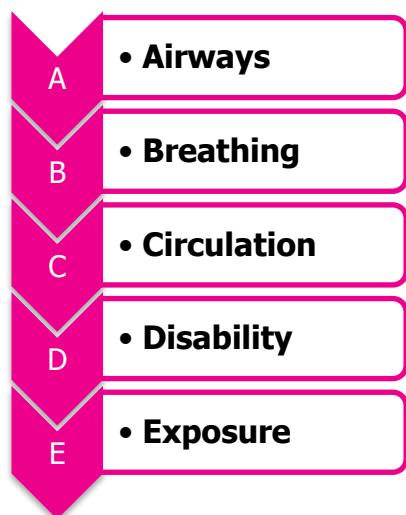 A
• Airways
B
• Breathing
C
• Circulation
D
• Disability
E
• Exposure